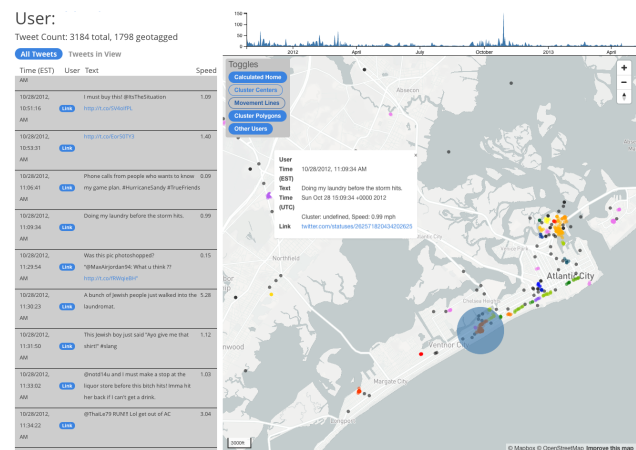 User:
Tweet Count: 3184 total, 1798 geotagged
All Tweets Tweets in View
Time (EST) User Text Speed
AM
10/28/2012, 10:51:16 AM Link I must buy this! @ItsTheSituation 1.09
10/28/2012, 10:53:31 AM Link 1.40
10/28/2012, 11:06:41 AM Link Phone calls from people who wants to know 0.09
my game plan. #HurricaneSandy #TrueFriends
10/28/2012, 11:09:34 AM Link Doing my laundry before the storm hits. 0.99
10/28/2012, 11:29:54 AM Link Was this pic photoshopped? 0.15
"@MaxAirJordan94: What u think ??
10/28/2012, 11:30:23 AM Link A bunch of Jewish people just walked into the 5.28
laundromat.
10/28/2012, 11:31:50 AM Link This Jewish boy just said "Ayo give me that 1.12
shirt!" #slang
10/28/2012, 11:33:02 AM Link I must make a stop at the 1.03
liquor store before this bitch hits! Imma hit
her back if I can't get a drink.
10/28/2012, 11:34:22 AM Link @ThaLe79 RUN!!! Lol get out of AC 3.04
150
100
50
0
2012 April July October 2013 April
Toggles
Calculated Home
Cluster Centers
Movement Lines
Cluster Polygons
Other Users
+
−
Absecon
User
Time (EST) 10/28/2012, 11:09:34 AM
Text Doing my laundry before the storm hits.
Time (UTC) Sun Oct 28 15:09:34 +0000 2012
Cluster: undefined, Speed: 0.99 mph
Link twitter.com/statuses/262571820434202625
×
Northfield
Venice Park
Atlantic City
Chelsea Heights
Ventnor City
Margate City
Longport
nwood
3000ft
© Mapbox © OpenStreetMap Improve this map